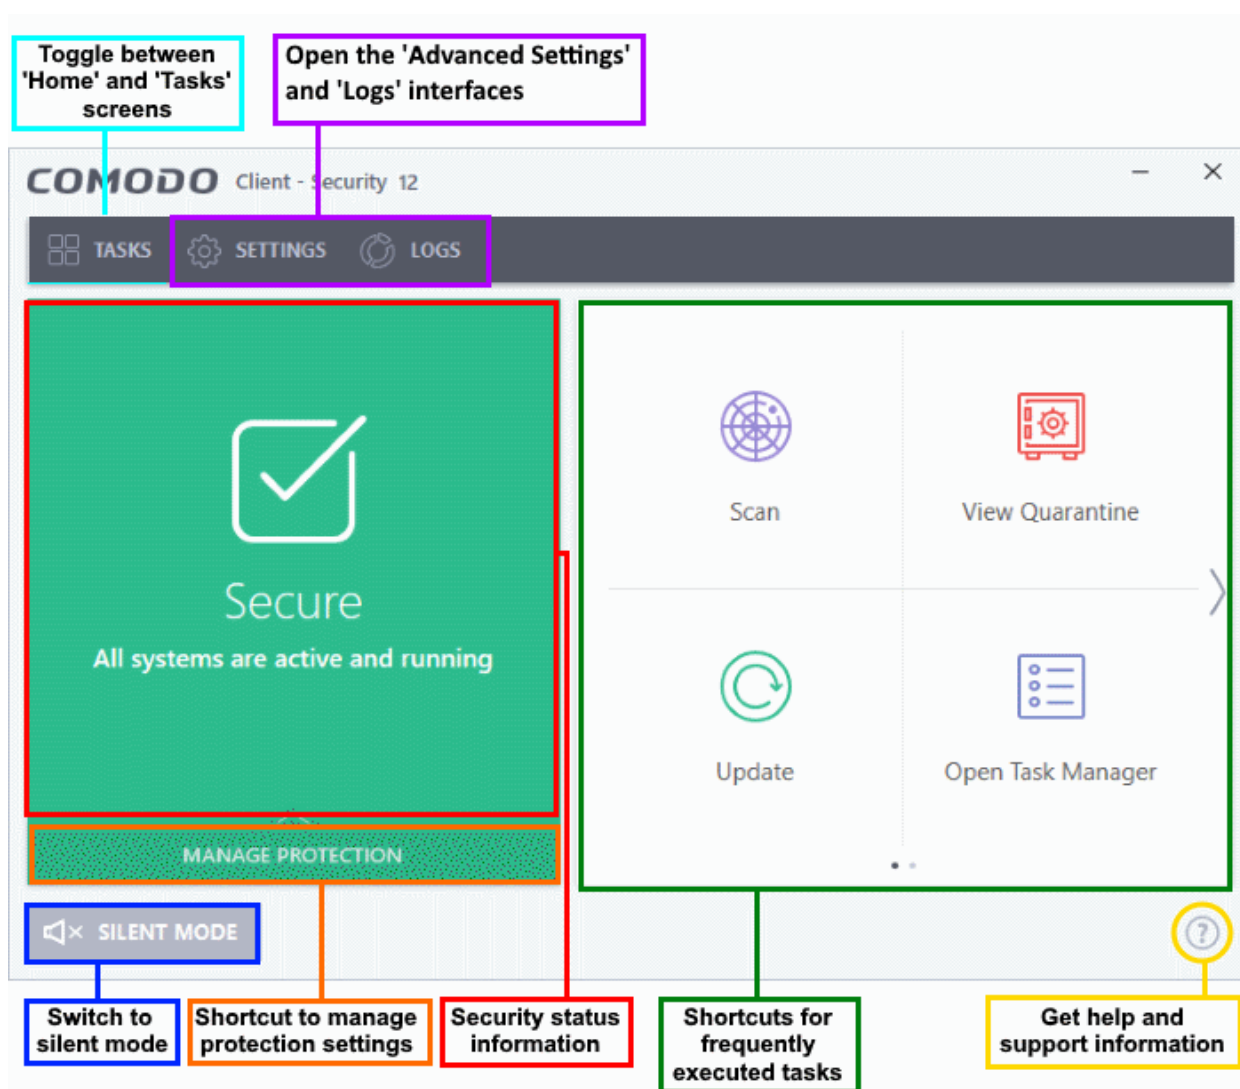 Toggle between
'Home' and 'Tasks'
screens
Open the 'Advanced Settings'
and 'Logs' interfaces
COMODO Client - Security 12
TASKS SETTINGS LOGS
Secure
All systems are active and running
MANAGE PROTECTION
Scan
View Quarantine
Update
Open Task Manager
SILENT MODE
?
Switch to
silent mode
Shortcut to manage
protection settings
Security status
information
Shortcuts for
frequently
executed tasks
Get help and
support information